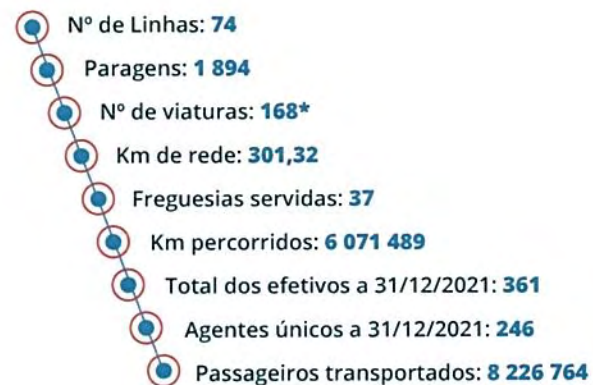 Nº de Linhas: 74
Paragens: 1 894
Nº de viaturas: 168*
Km de rede: 301,32
Freguesias servidas: 37
Km percorridos: 6 071 489
Total dos efetivos a 31/12/2021: 361
Agentes únicos a 31/12/2021: 246
Passageiros transportados: 8 226 764